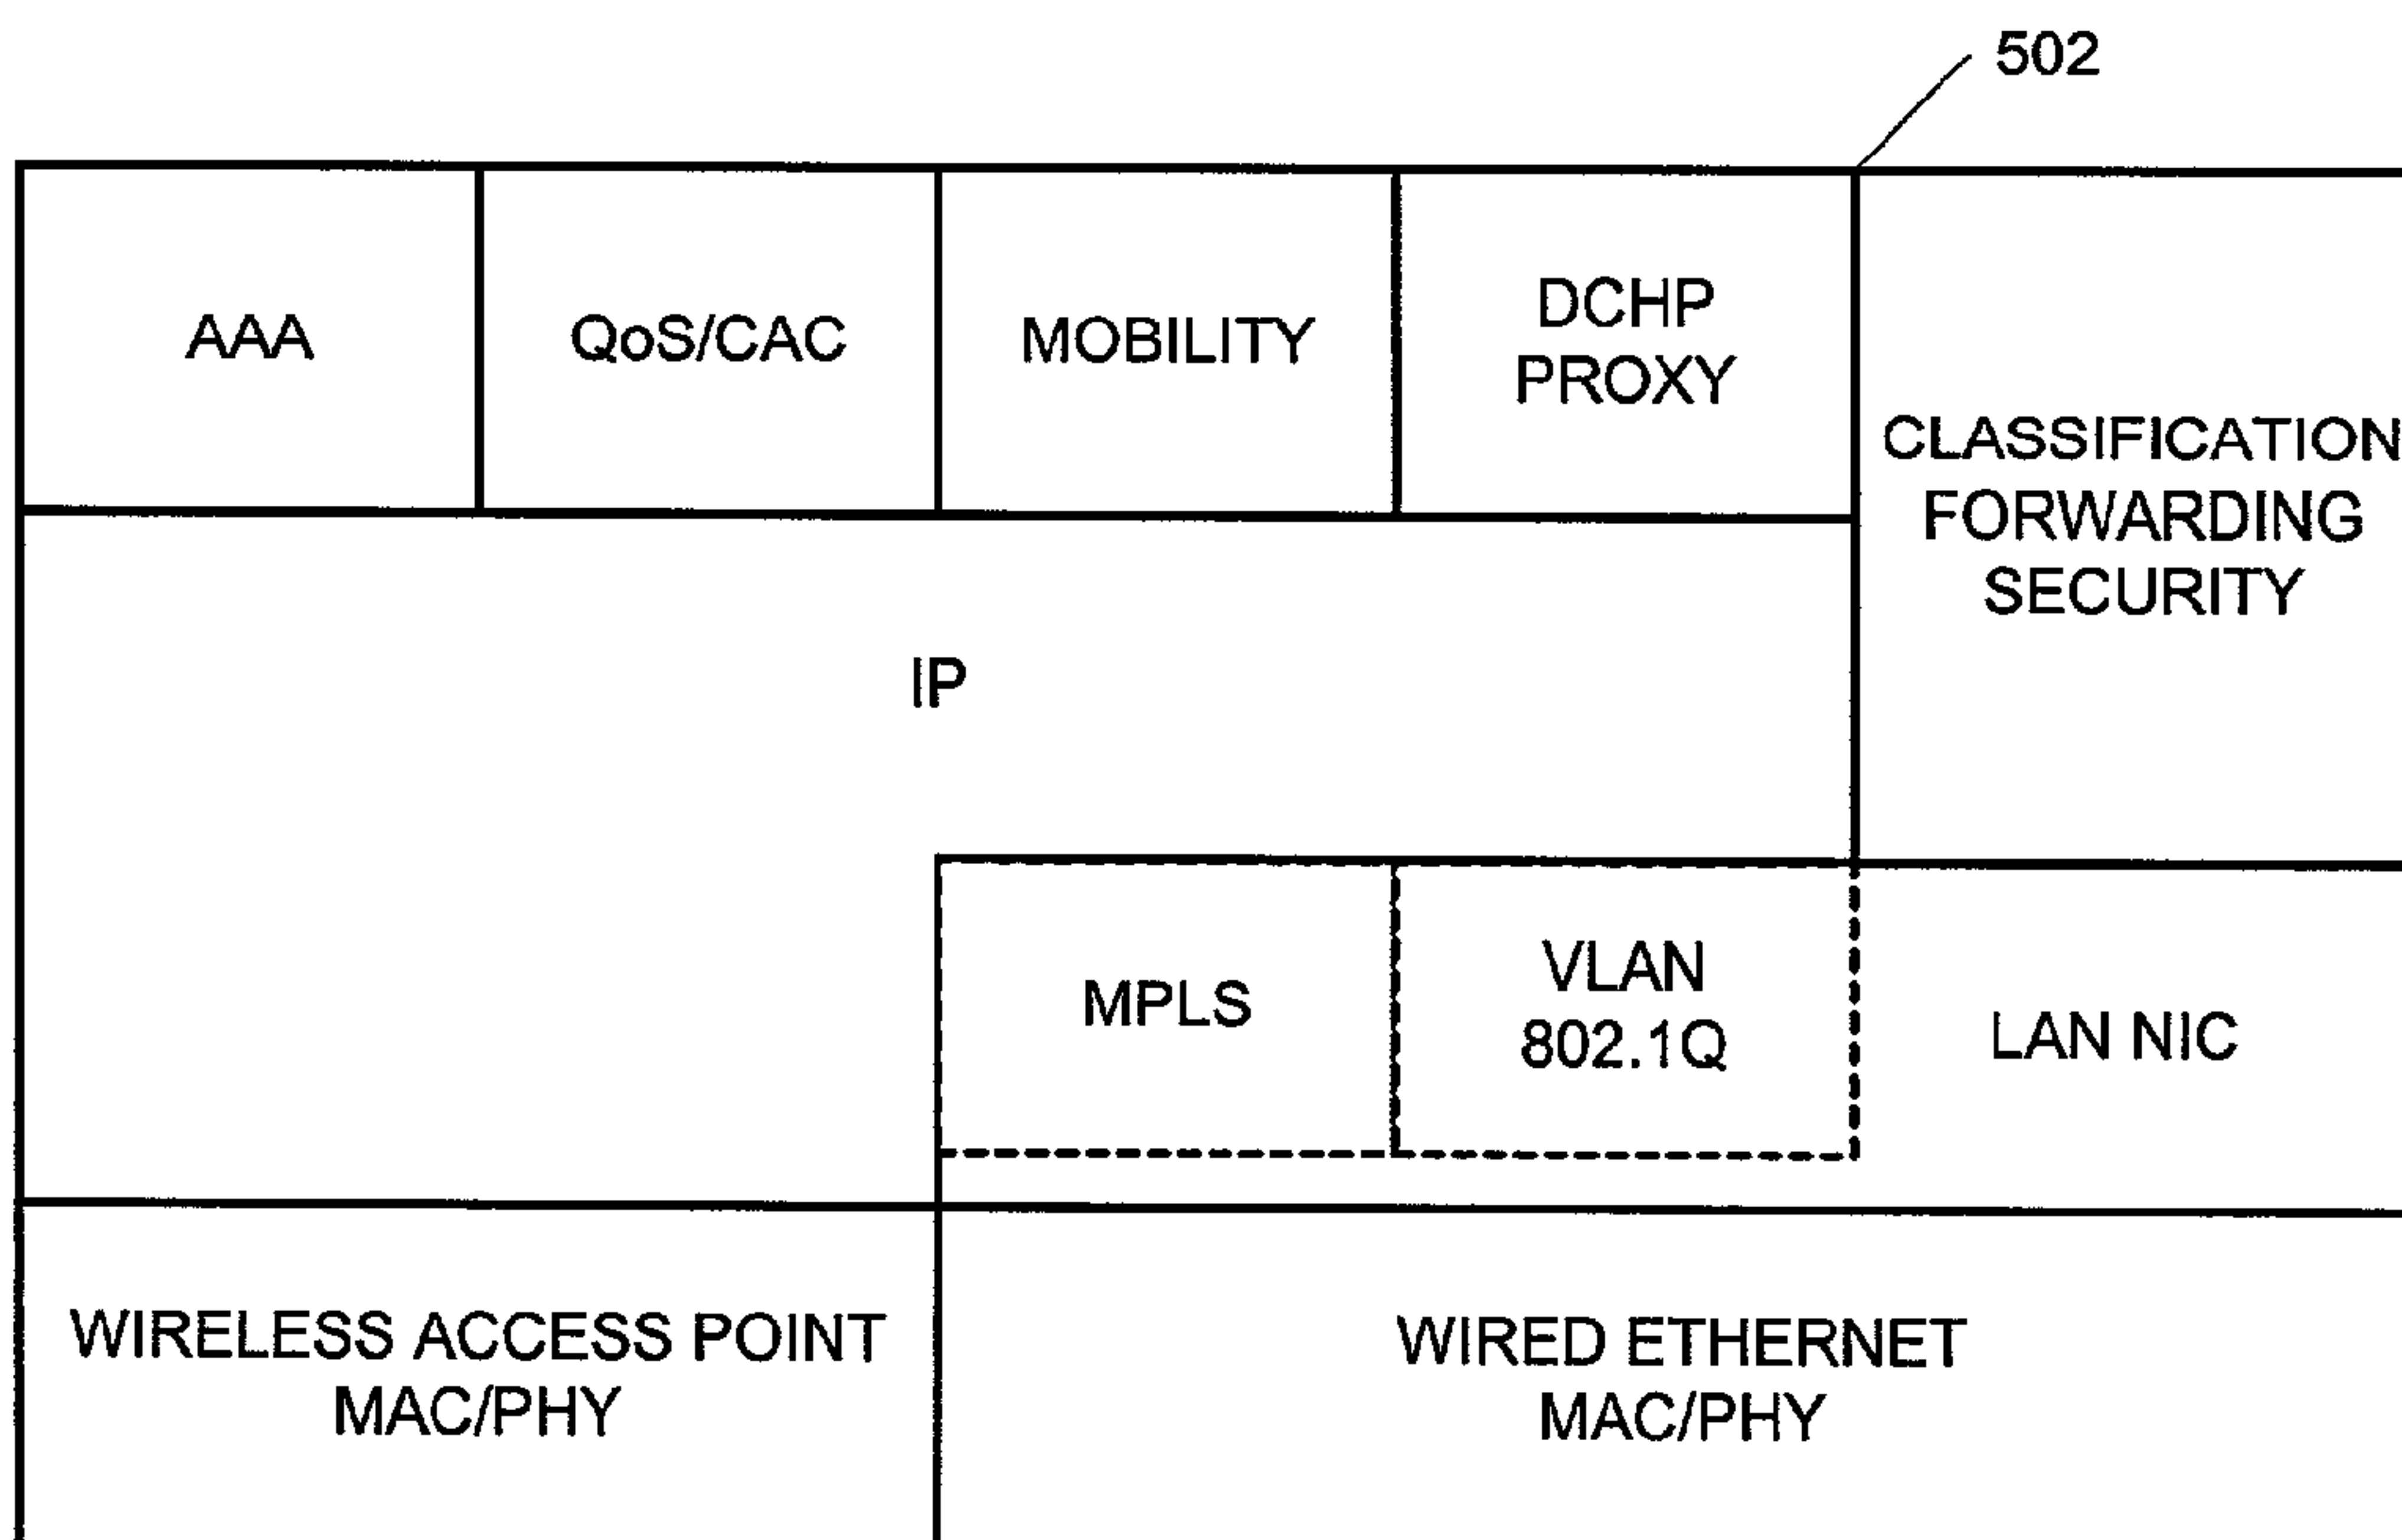 502
AAA
QoS/CAC
MOBILITY
DCHP
PROXY
CLASSIFICATION
FORWARDING
SECURITY
IP
MPLS
VLAN
802.1Q
LAN NIC
WIRELESS ACCESS POINT
MAC/PHY
WIRED ETHERNET
MAC/PHY